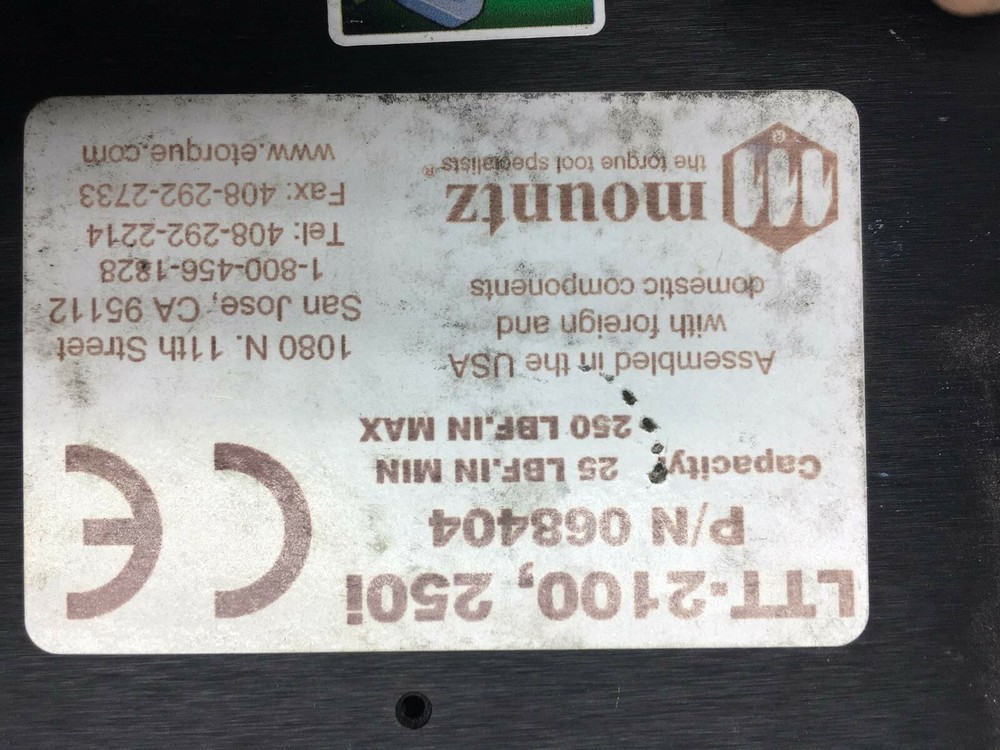 LTT-2100, 250i
P/N 068404
Capacity: 25 LBF.IN MIN
250 LBF.IN MAX
CE
Assembled in the USA
with foreign and
domestic components
mountz®
the torque tool specialists®
1080 N. 11th Street
San Jose, CA 95112
1-800-456-1828
Tel: 408-292-2214
Fax: 408-292-2733
www.etorque.com